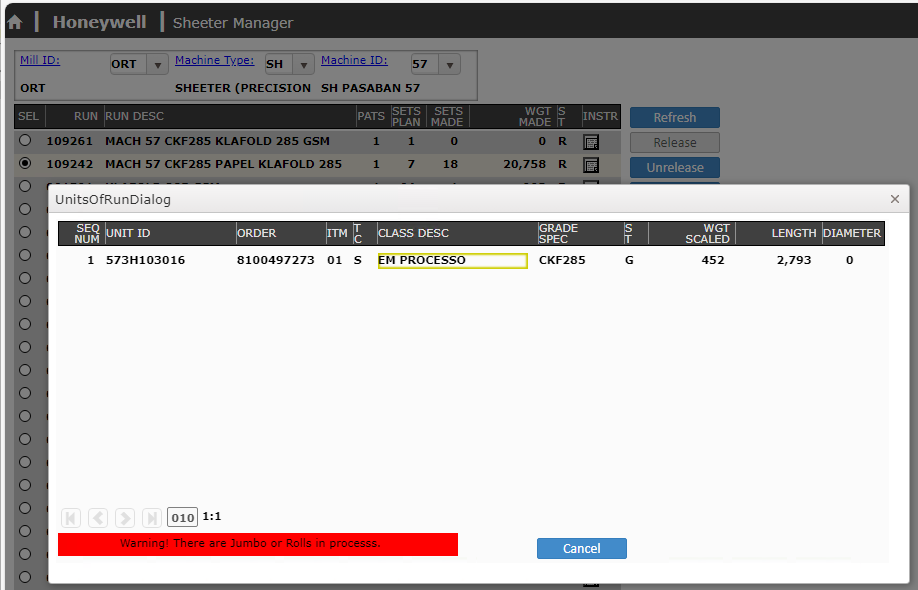 Honeywell Sheeter Manager
Mill ID: ORT Machine Type: SH Machine ID: 57
ORT SHEETER (PRECISION SH PASABAN 57
SEL RUN RUN DESC PATS SETS PLAN SETS MADE WGT MADE S T INSTR
Refresh
109261 MACH 57 CKF285 KLAFOLD 285 GSM 1 1 0 0 R
Release
109242 MACH 57 CKF285 PAPEL KLAFOLD 285 1 7 18 20,758 R
Unrelease
UnitsOfRunDialog
SEQ NUM UNIT ID ORDER ITM T C CLASS DESC GRADE SPEC S T WGT SCALED LENGTH DIAMETER
1 573H103016 8100497273 01 S EM PROCESSO CKF285 G 452 2,793 0
010 1:1
Warning! There are Jumbo or Rolls in processs.
Cancel